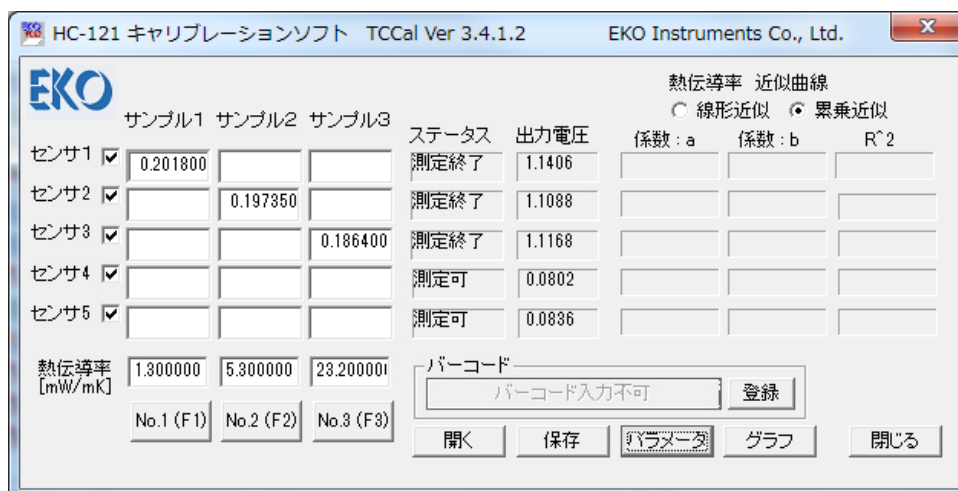 HC-121 キャリブレーションソフト TCCal Ver 3.4.1.2 EKO Instruments Co., Ltd.
EKO
熱伝導率 近似曲線
線形近似 累乗近似
サンプル1 サンプル2 サンプル3 ステータス 出力電圧 係数:a 係数:b R^2
センサ1 0.201800 測定終了 1.1406
センサ2 0.197350 測定終了 1.1088
センサ3 0.186400 測定終了 1.1168
センサ4 測定可 0.0802
センサ5 測定可 0.0836
熱伝導率 1.300000 5.300000 23.20000
[mW/mK]
バーコード
バーコード入力不可 登録
No.1 (F1) No.2 (F2) No.3 (F3)
開く 保存 パラメータ グラフ 閉じる